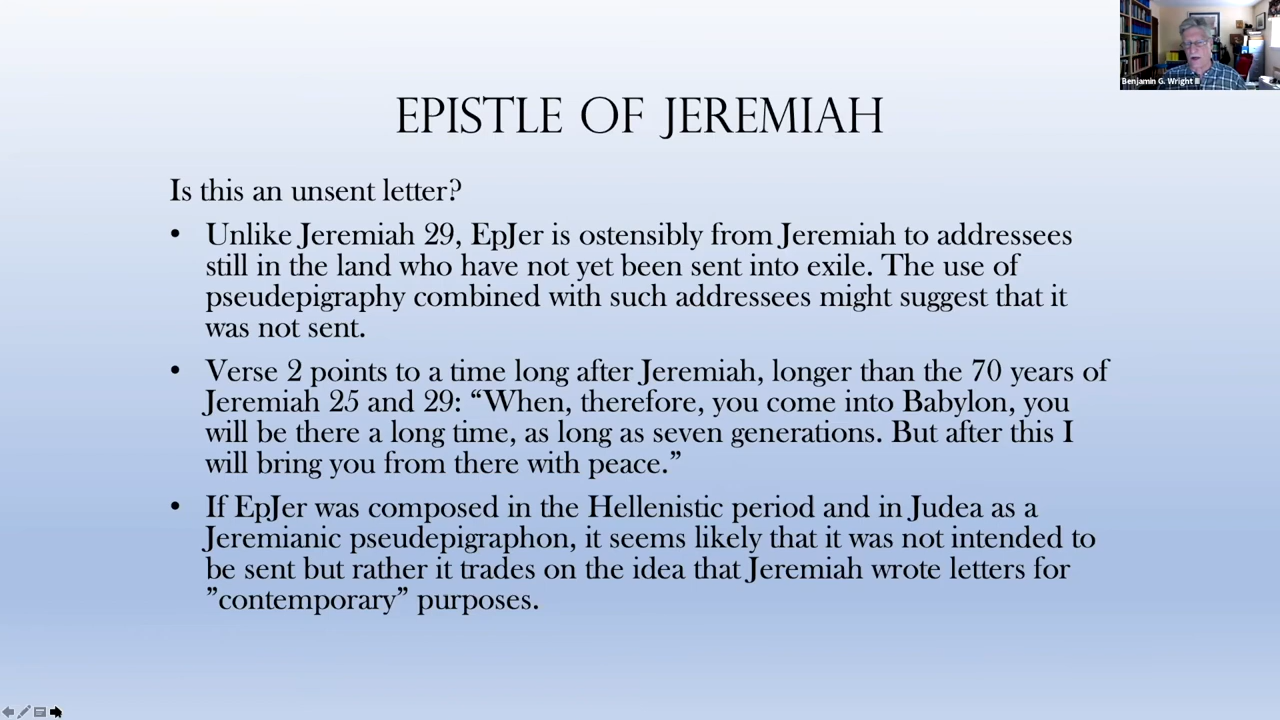 Benjamin G. Wright III
EPISTLE OF JEREMIAH
Is this an unsent letter?
• Unlike Jeremiah 29, EpJer is ostensibly from Jeremiah to addressees
still in the land who have not yet been sent into exile. The use of
pseudepigraphy combined with such addressees might suggest that it
was not sent.
• Verse 2 points to a time long after Jeremiah, longer than the 70 years of
Jeremiah 25 and 29: “When, therefore, you come into Babylon, you
will be there a long time, as long as seven generations. But after this I
will bring you from there with peace.”
• If EpJer was composed in the Hellenistic period and in Judea as a
Jeremianic pseudepigraphon, it seems likely that it was not intended to
be sent but rather it trades on the idea that Jeremiah wrote letters for
”contemporary” purposes.